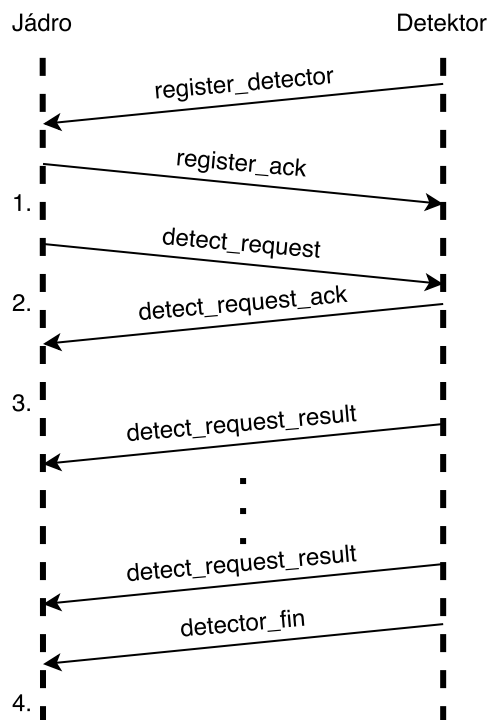 Jádro
Detektor
register_detector
register_ack
1.
detect_request
2.
detect_request_ack
3.
detect_request_result
detect_request_result
detector_fin
4.